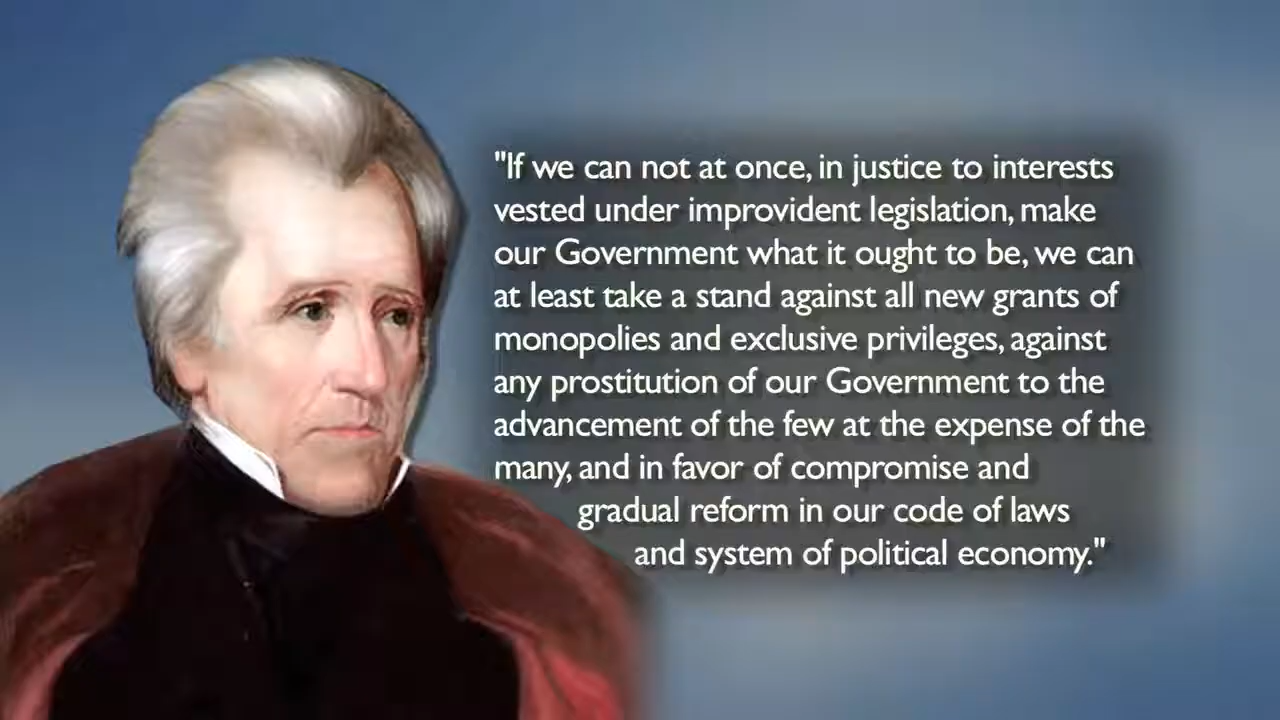 "If we can not at once, in justice to interests
vested under improvident legislation, make
our Government what it ought to be, we can
at least take a stand against all new grants of
monopolies and exclusive privileges, against
any prostitution of our Government to the
advancement of the few at the expense of the
many, and in favor of compromise and
gradual reform in our code of laws
and system of political economy."